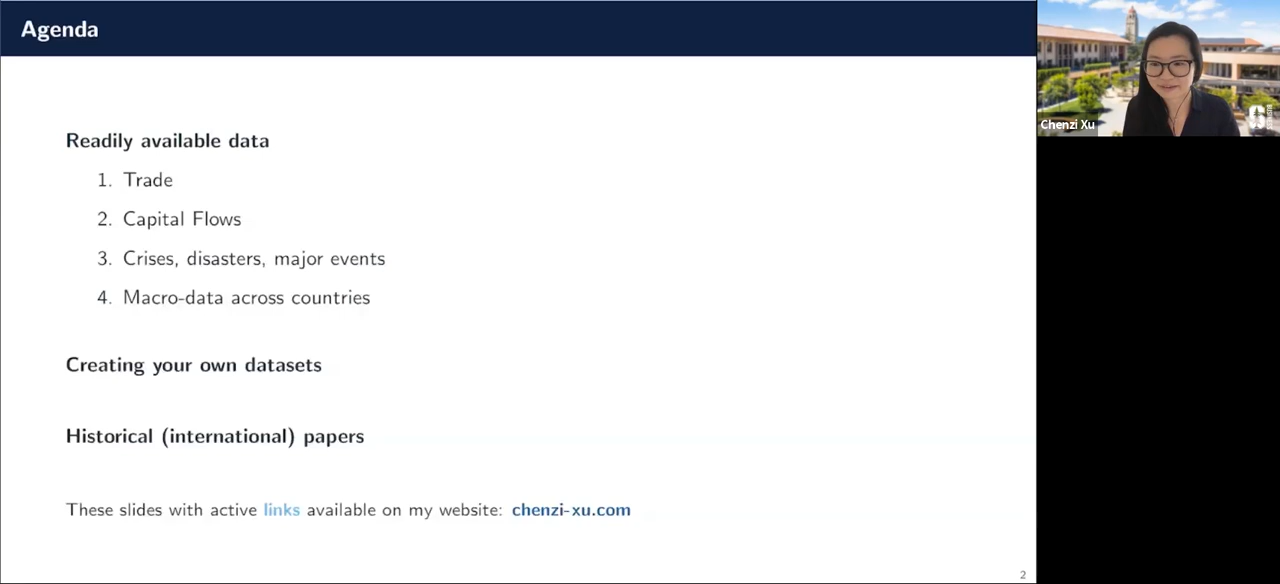 Agenda
Readily available data
1. Trade
2. Capital Flows
3. Crises, disasters, major events
4. Macro-data across countries
Creating your own datasets
Historical (international) papers
These slides with active links available on my website: chenzi-xu.com
2
Chenzi Xu